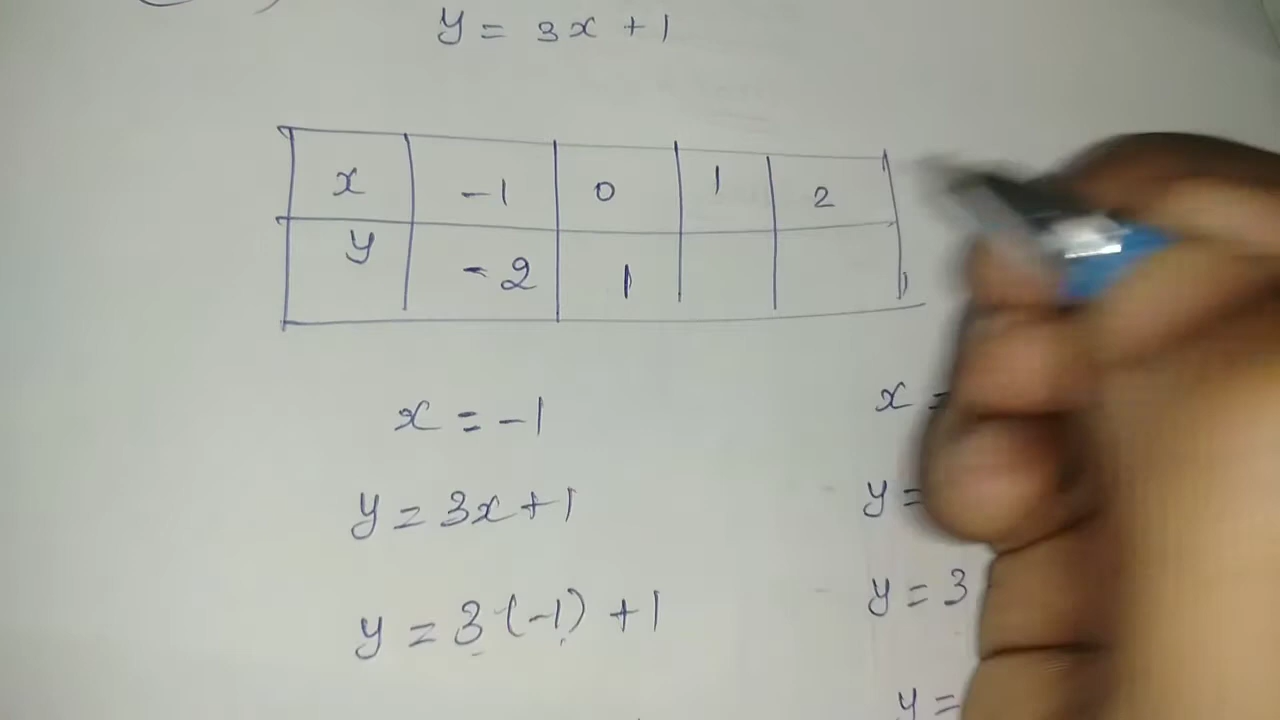 y = 3x + 1
x -1 0 1 2
y -2 1
x = -1
x =
y = 3x + 1
y =
y = 3 (-1) + 1
y = 3
y =